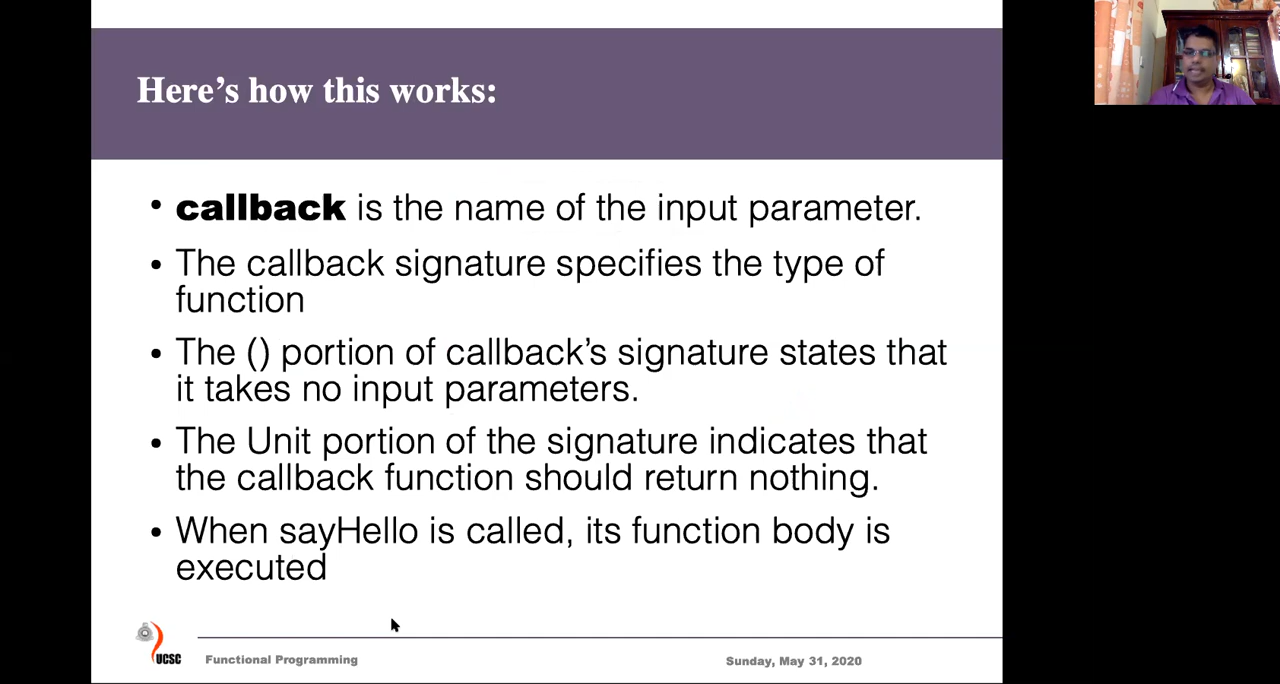 Here's how this works:
• callback is the name of the input parameter.
• The callback signature specifies the type of
function
• The () portion of callback's signature states that
it takes no input parameters.
• The Unit portion of the signature indicates that
the callback function should return nothing.
• When sayHello is called, its function body is
executed
UCSC
Functional Programming
Sunday, May 31, 2020